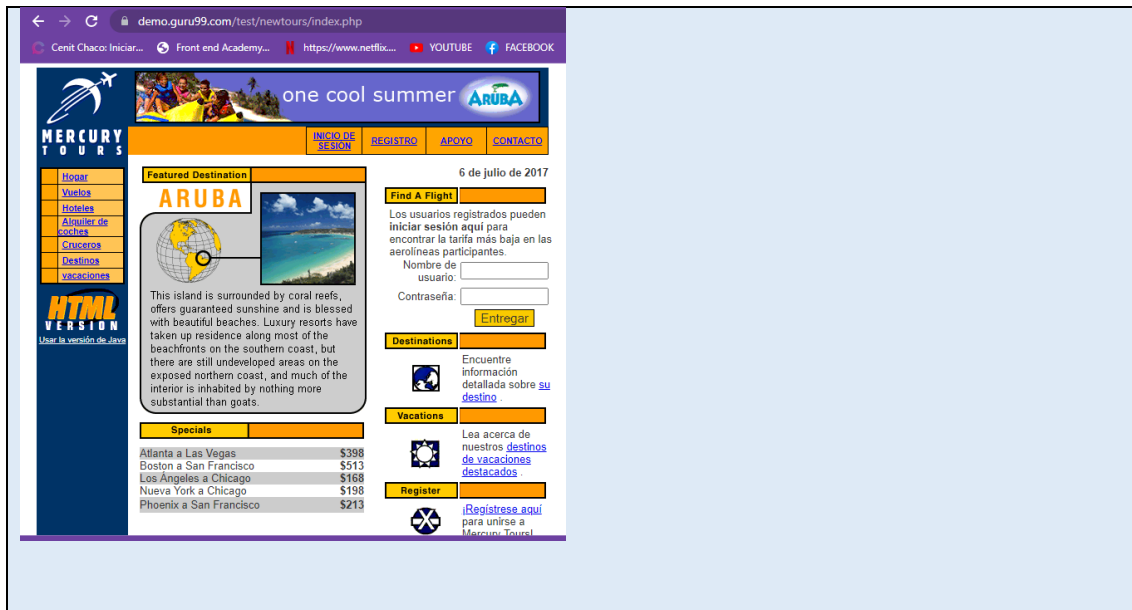 demo.guru99.com/test/newtours/index.php
Cenit Chaco: Iniciar...
Front end Academy...
https://www.netflix....
YOUTUBE
FACEBOOK
one cool summer
ARUBA
MERCURY
TOURS
INICIO DE
SESIÓN
REGISTRO
APOYO
CONTACTO
Hogar
Vuelos
Hoteles
Alquiler de
coches
Cruceros
Destinos
vacaciones
HTML
VERSION
Usar la versión de Java
Featured Destination
ARUBA
This island is surrounded by coral reefs,
offers guaranteed sunshine and is blessed
with beautiful beaches. Luxury resorts have
taken up residence along most of the
beachfronts on the southern coast, but
there are still undeveloped areas on the
exposed northern coast, and much of the
interior is inhabited by nothing more
substantial than goats.
Specials
Atlanta a Las Vegas $398
Boston a San Francisco $513
Los Ángeles a Chicago $168
Nueva York a Chicago $198
Phoenix a San Francisco $213
6 de julio de 2017
Find A Flight
Los usuarios registrados pueden
iniciar sesión aquí para
encontrar la tarifa más baja en las
aerolíneas participantes.
Nombre de
usuario:
Contraseña:
Entregar
Destinations
Encuentre
información
detallada sobre su
destino .
Vacations
Lea acerca de
nuestros destinos
de vacaciones
destacados .
Register
¡Regístrese aquí
para unirse a
Mercury Tours!